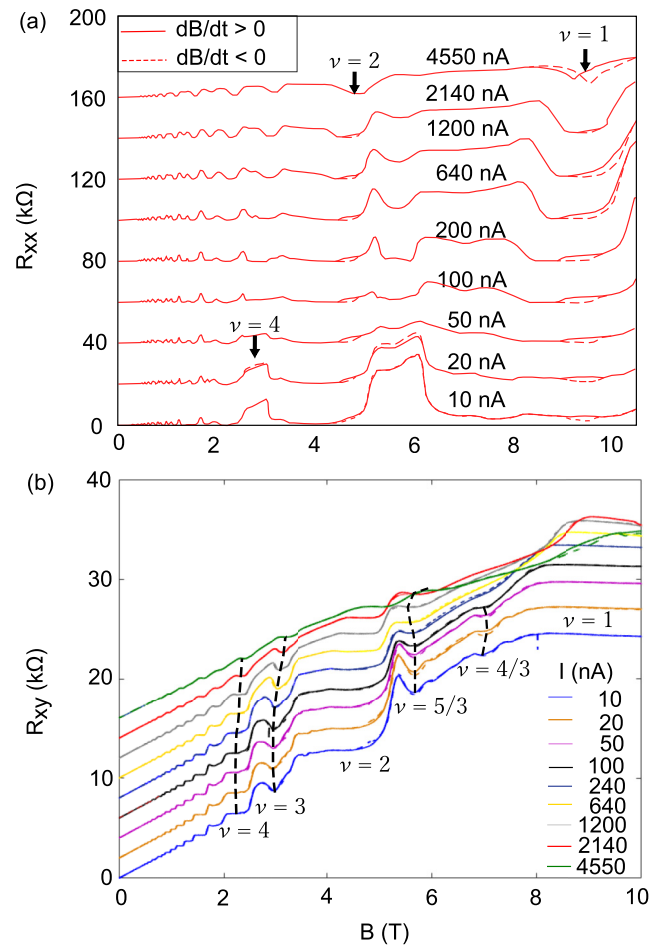 (a)
200
160
120
80
40
0
R_xx (kΩ)
dB/dt > 0
dB/dt < 0
ν = 2
ν = 1
ν = 4
4550 nA
2140 nA
1200 nA
640 nA
200 nA
100 nA
50 nA
20 nA
10 nA
0 2 4 6 8 10
(b)
40
30
20
10
0
R_xy (kΩ)
ν = 1
ν = 4/3
ν = 5/3
ν = 2
ν = 3
ν = 4
I (nA)
10
20
50
100
240
640
1200
2140
4550
0 2 4 6 8 10
B (T)